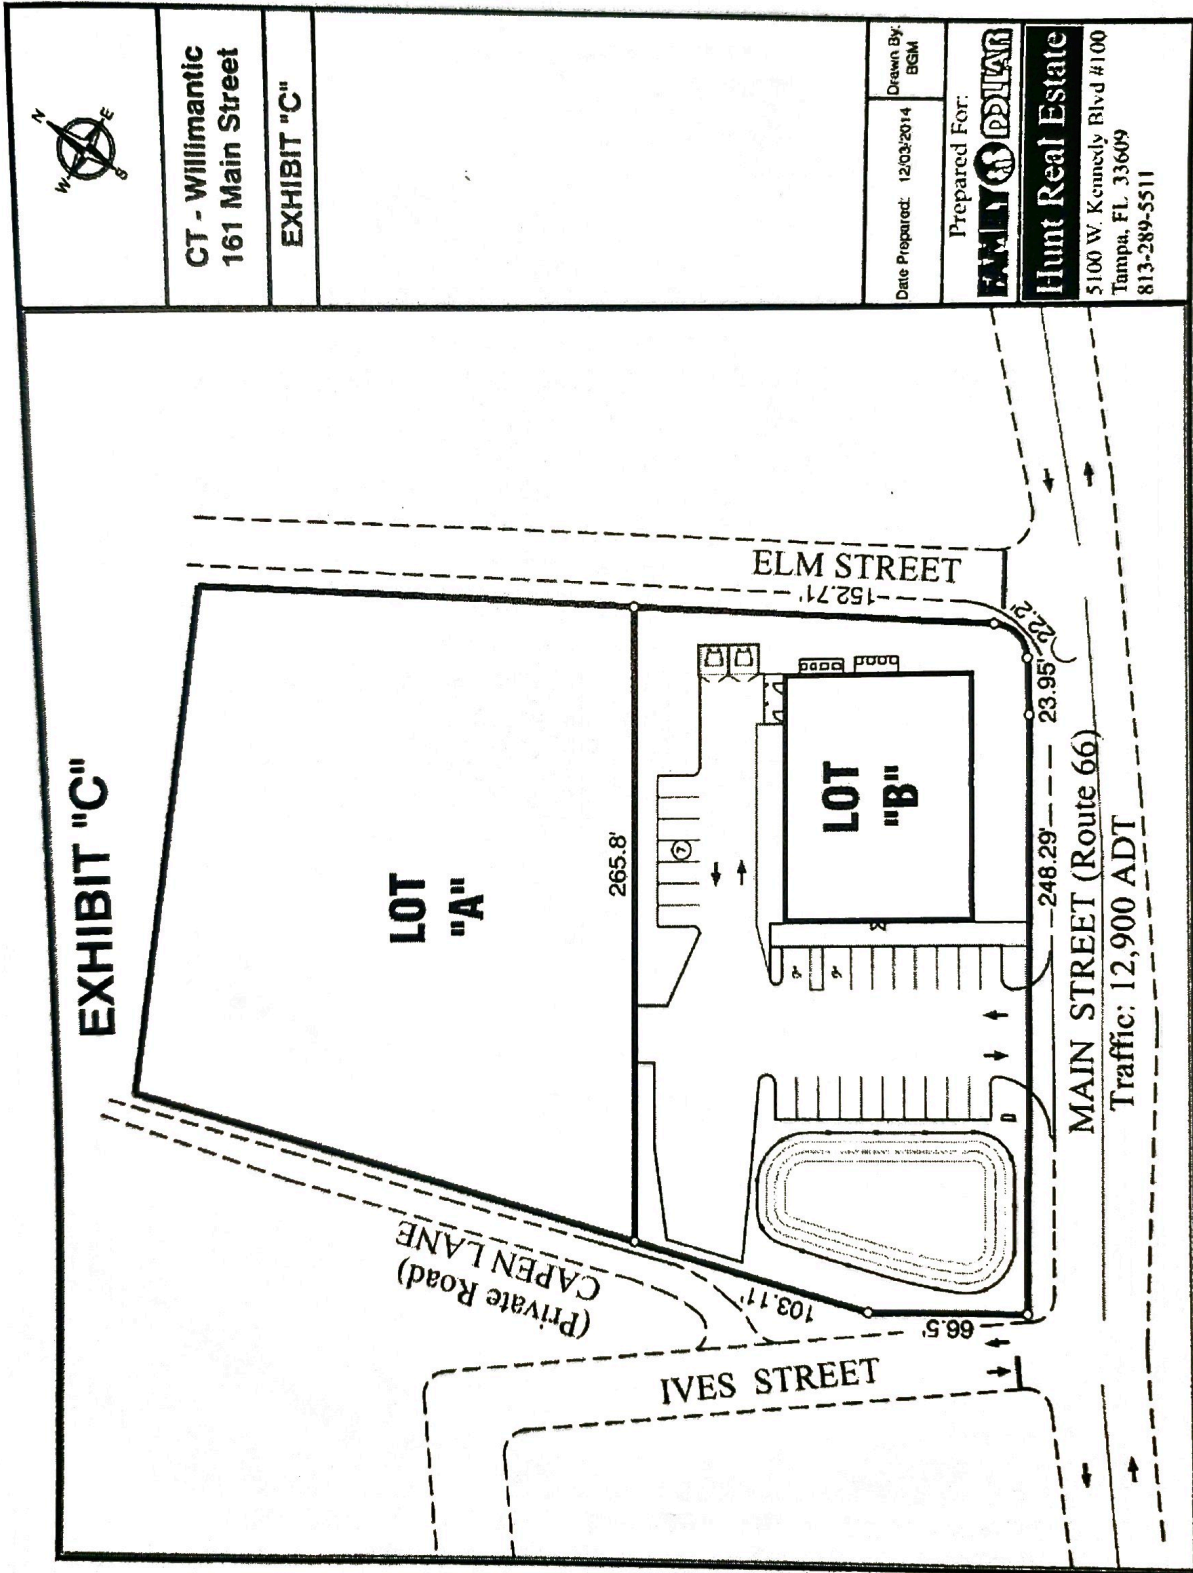 EXHIBIT "C"
LOT
"A"
265.8'
LOT
"B"
7
ELM STREET
152.71'
22.2'
23.95'
248.29'
MAIN STREET (Route 66)
Traffic: 12,900 ADT
(Private Road)
CAPEN LANE
103.11'
66.5'
IVES STREET
D
N
E
S
W
CT - Willimantic
161 Main Street
EXHIBIT "C"
Date Prepared: 12/03/2014
Drawn By:
BGM
Prepared For:
FAMILY DOLLAR
Hunt Real Estate
5100 W. Kennedy Blvd #100
Tampa, FL 33609
813-289-5511